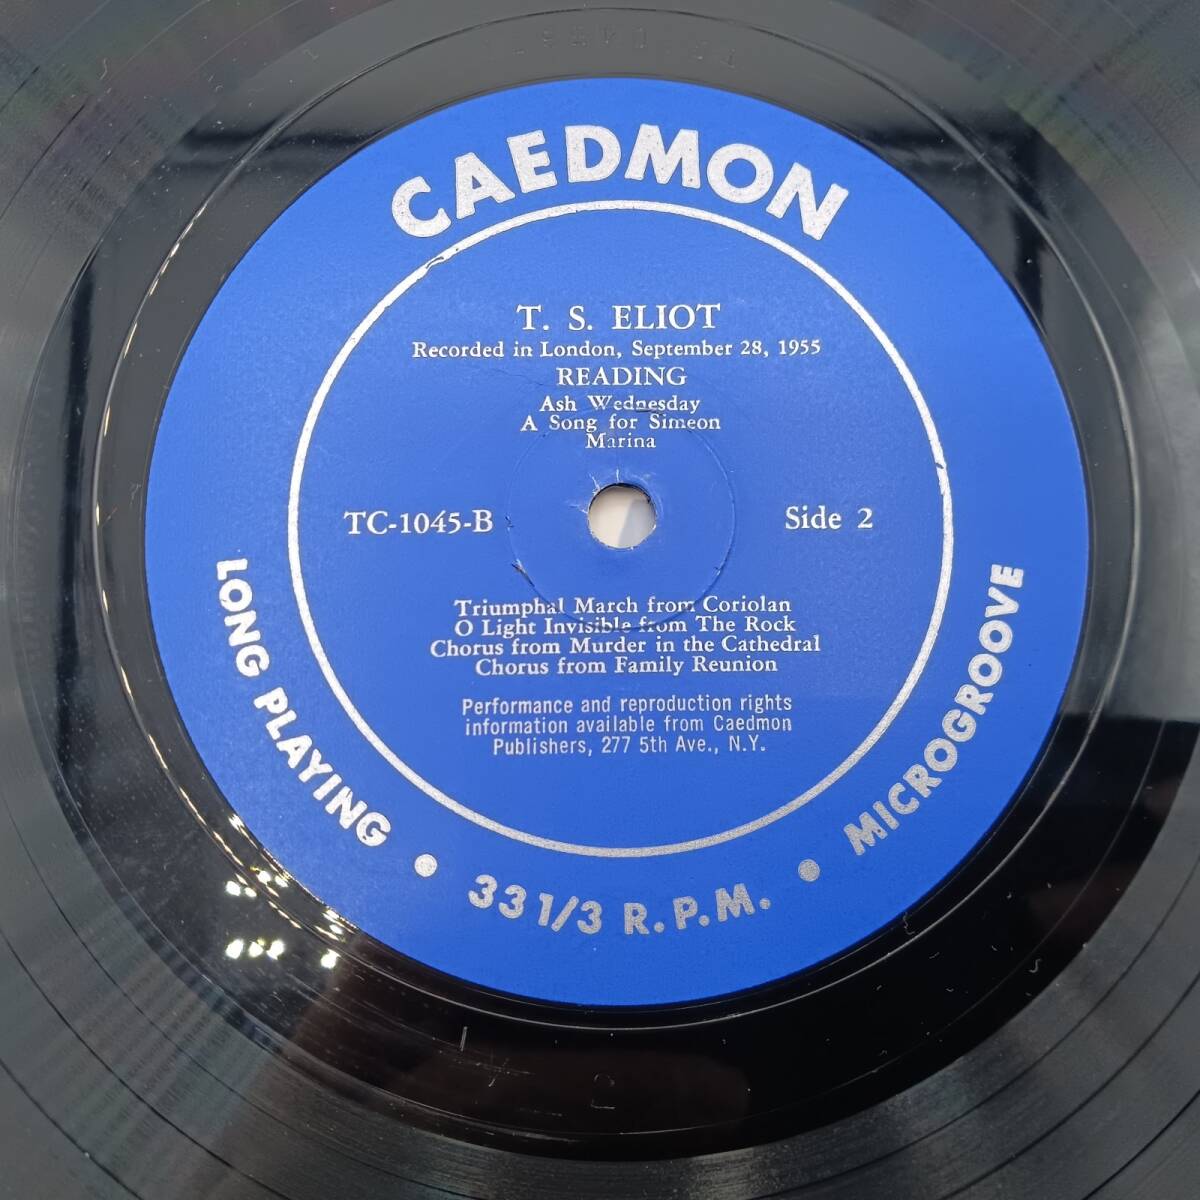 CAEDMON
T. S. ELIOT
Recorded in London, September 28, 1955
READING
Ash Wednesday
A Song for Simeon
Marina
TC-1045-B
Side 2
Triumphal March from Coriolan
O Light Invisible from The Rock
Chorus from Murder in the Cathedral
Chorus from Family Reunion
Performance and reproduction rights
information available from Caedmon
Publishers, 277 5th Ave., N.Y.
LONG PLAYING • 33 1/3 R.P.M. • MICROGROOVE